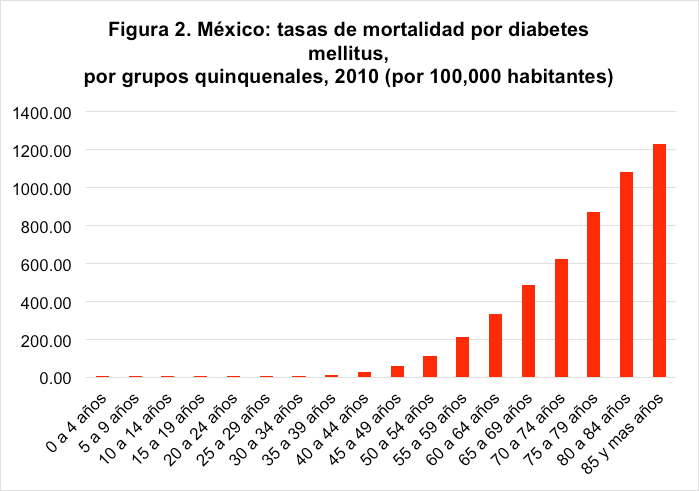 Figura 2. México: tasas de mortalidad por diabetes
mellitus,
por grupos quinquenales, 2010 (por 100,000 habitantes)
1400.00
1200.00
1000.00
800.00
600.00
400.00
200.00
0.00
0 a 4 años
5 a 9 años
10 a 14 años
15 a 19 años
20 a 24 años
25 a 29 años
30 a 34 años
35 a 39 años
40 a 44 años
45 a 49 años
50 a 54 años
55 a 59 años
60 a 64 años
65 a 69 años
70 a 74 años
75 a 79 años
80 a 84 años
85 y mas años